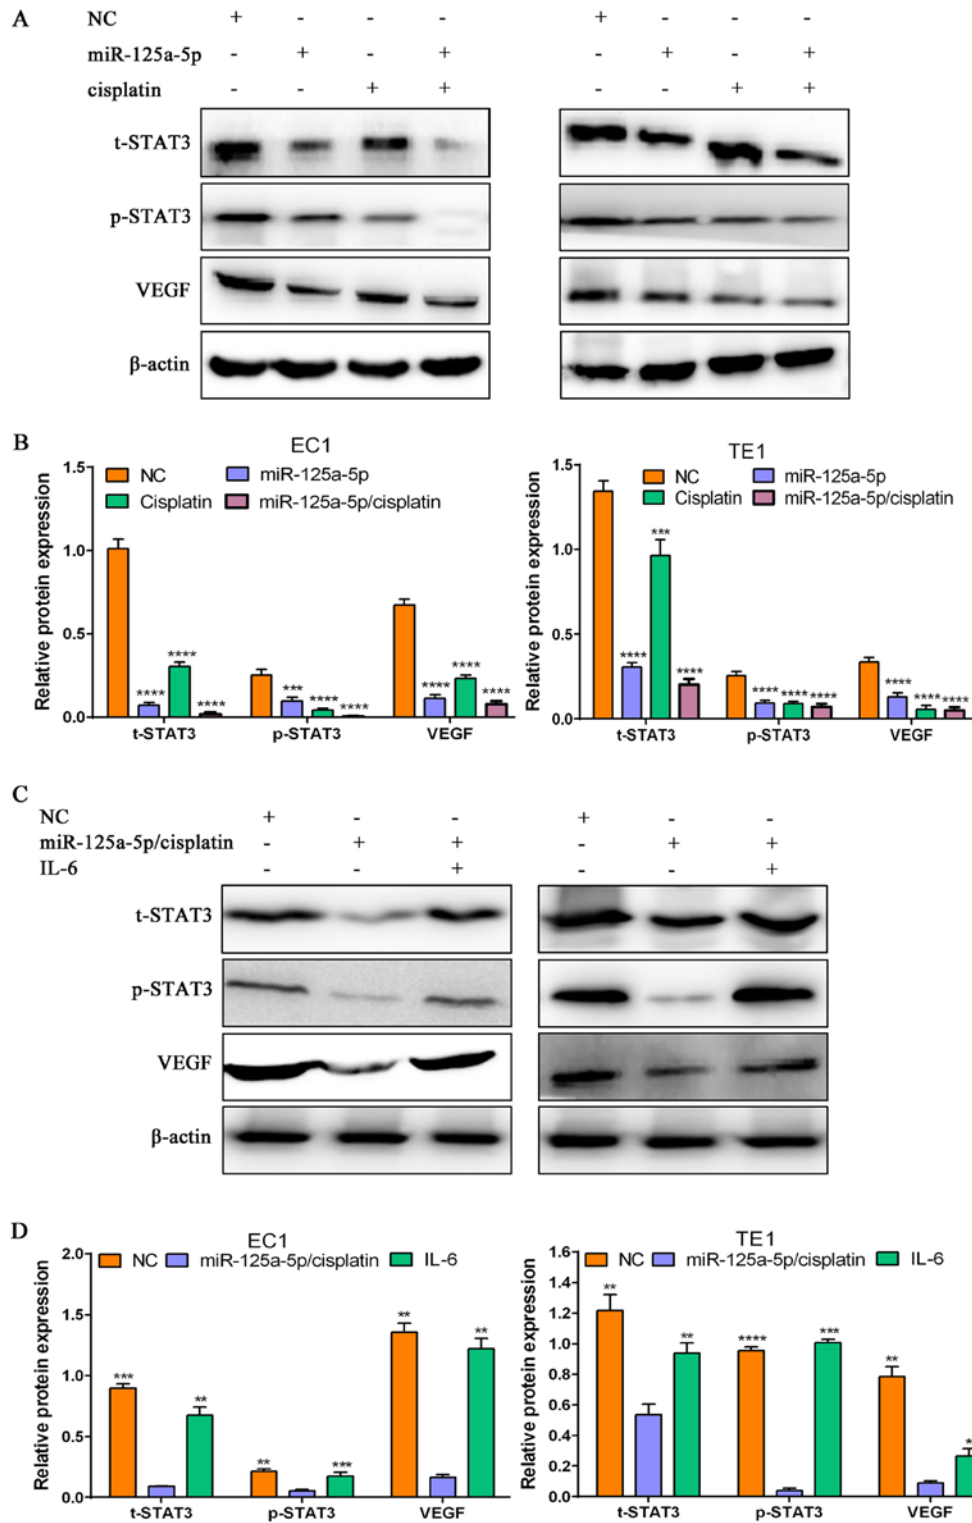 A
NC + - - - + - - -
miR-125a-5p - + - + - + - +
cisplatin - - + + - - + +
t-STAT3
p-STAT3
VEGF
β-actin
B
EC1
NC miR-125a-5p
Cisplatin miR-125a-5p/cisplatin
Relative protein expression
1.5
1.0
0.5
0.0
**** **** ****
*** **** ****
**** **** ****
t-STAT3 p-STAT3 VEGF
TE1
NC miR-125a-5p
Cisplatin miR-125a-5p/cisplatin
Relative protein expression
1.5
1.0
0.5
0.0
**** *** ****
**** **** ****
**** **** ****
t-STAT3 p-STAT3 VEGF
C
NC + - - + - -
miR-125a-5p/cisplatin - + + - + +
IL-6 - - + - - +
t-STAT3
p-STAT3
VEGF
β-actin
D
EC1
NC miR-125a-5p/cisplatin IL-6
Relative protein expression
2.0
1.5
1.0
0.5
0.0
*** **
** ***
** **
t-STAT3 p-STAT3 VEGF
TE1
NC miR-125a-5p/cisplatin IL-6
Relative protein expression
1.6
1.4
1.2
1.0
0.8
0.6
0.4
0.2
0.0
** **
**** ***
**
t-STAT3 p-STAT3 VEGF